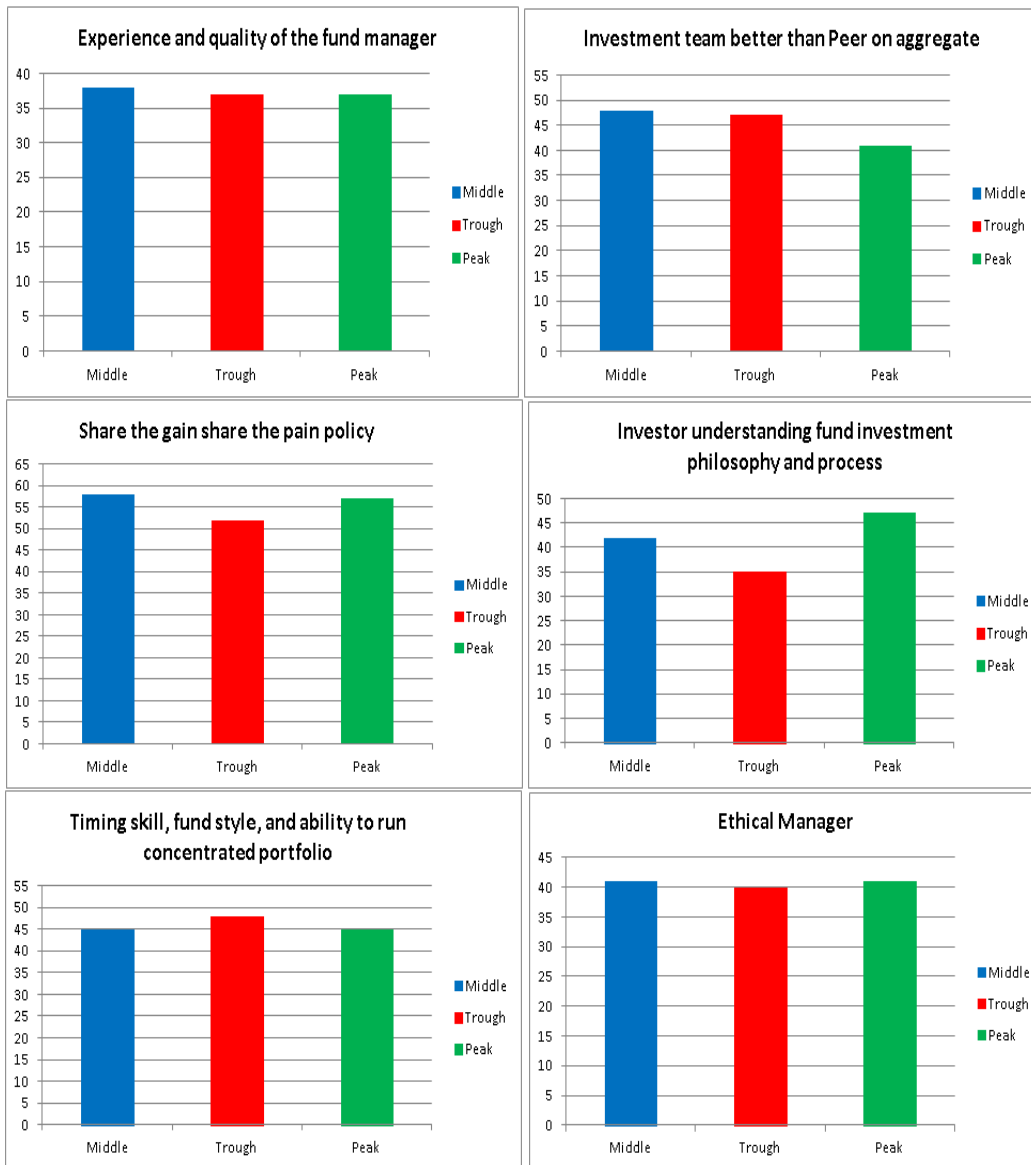 Experience and quality of the fund manager
40
35
30
25
20
15
10
5
0
Middle
Trough
Peak
Middle
Trough
Peak
Investment team better than Peer on aggregate
55
50
45
40
35
30
25
20
15
10
5
0
Middle
Trough
Peak
Middle
Trough
Peak
Share the gain share the pain policy
65
60
55
50
45
40
35
30
25
20
15
10
5
0
Middle
Trough
Peak
Middle
Trough
Peak
Investor understanding fund investment
philosophy and process
50
45
40
35
30
25
20
15
10
5
0
Middle
Trough
Peak
Middle
Trough
Peak
Timing skill, fund style, and ability to run
concentrated portfolio
55
50
45
40
35
30
25
20
15
10
5
0
Middle
Trough
Peak
Middle
Trough
Peak
Ethical Manager
45
40
35
30
25
20
15
10
5
0
Middle
Trough
Peak
Middle
Trough
Peak